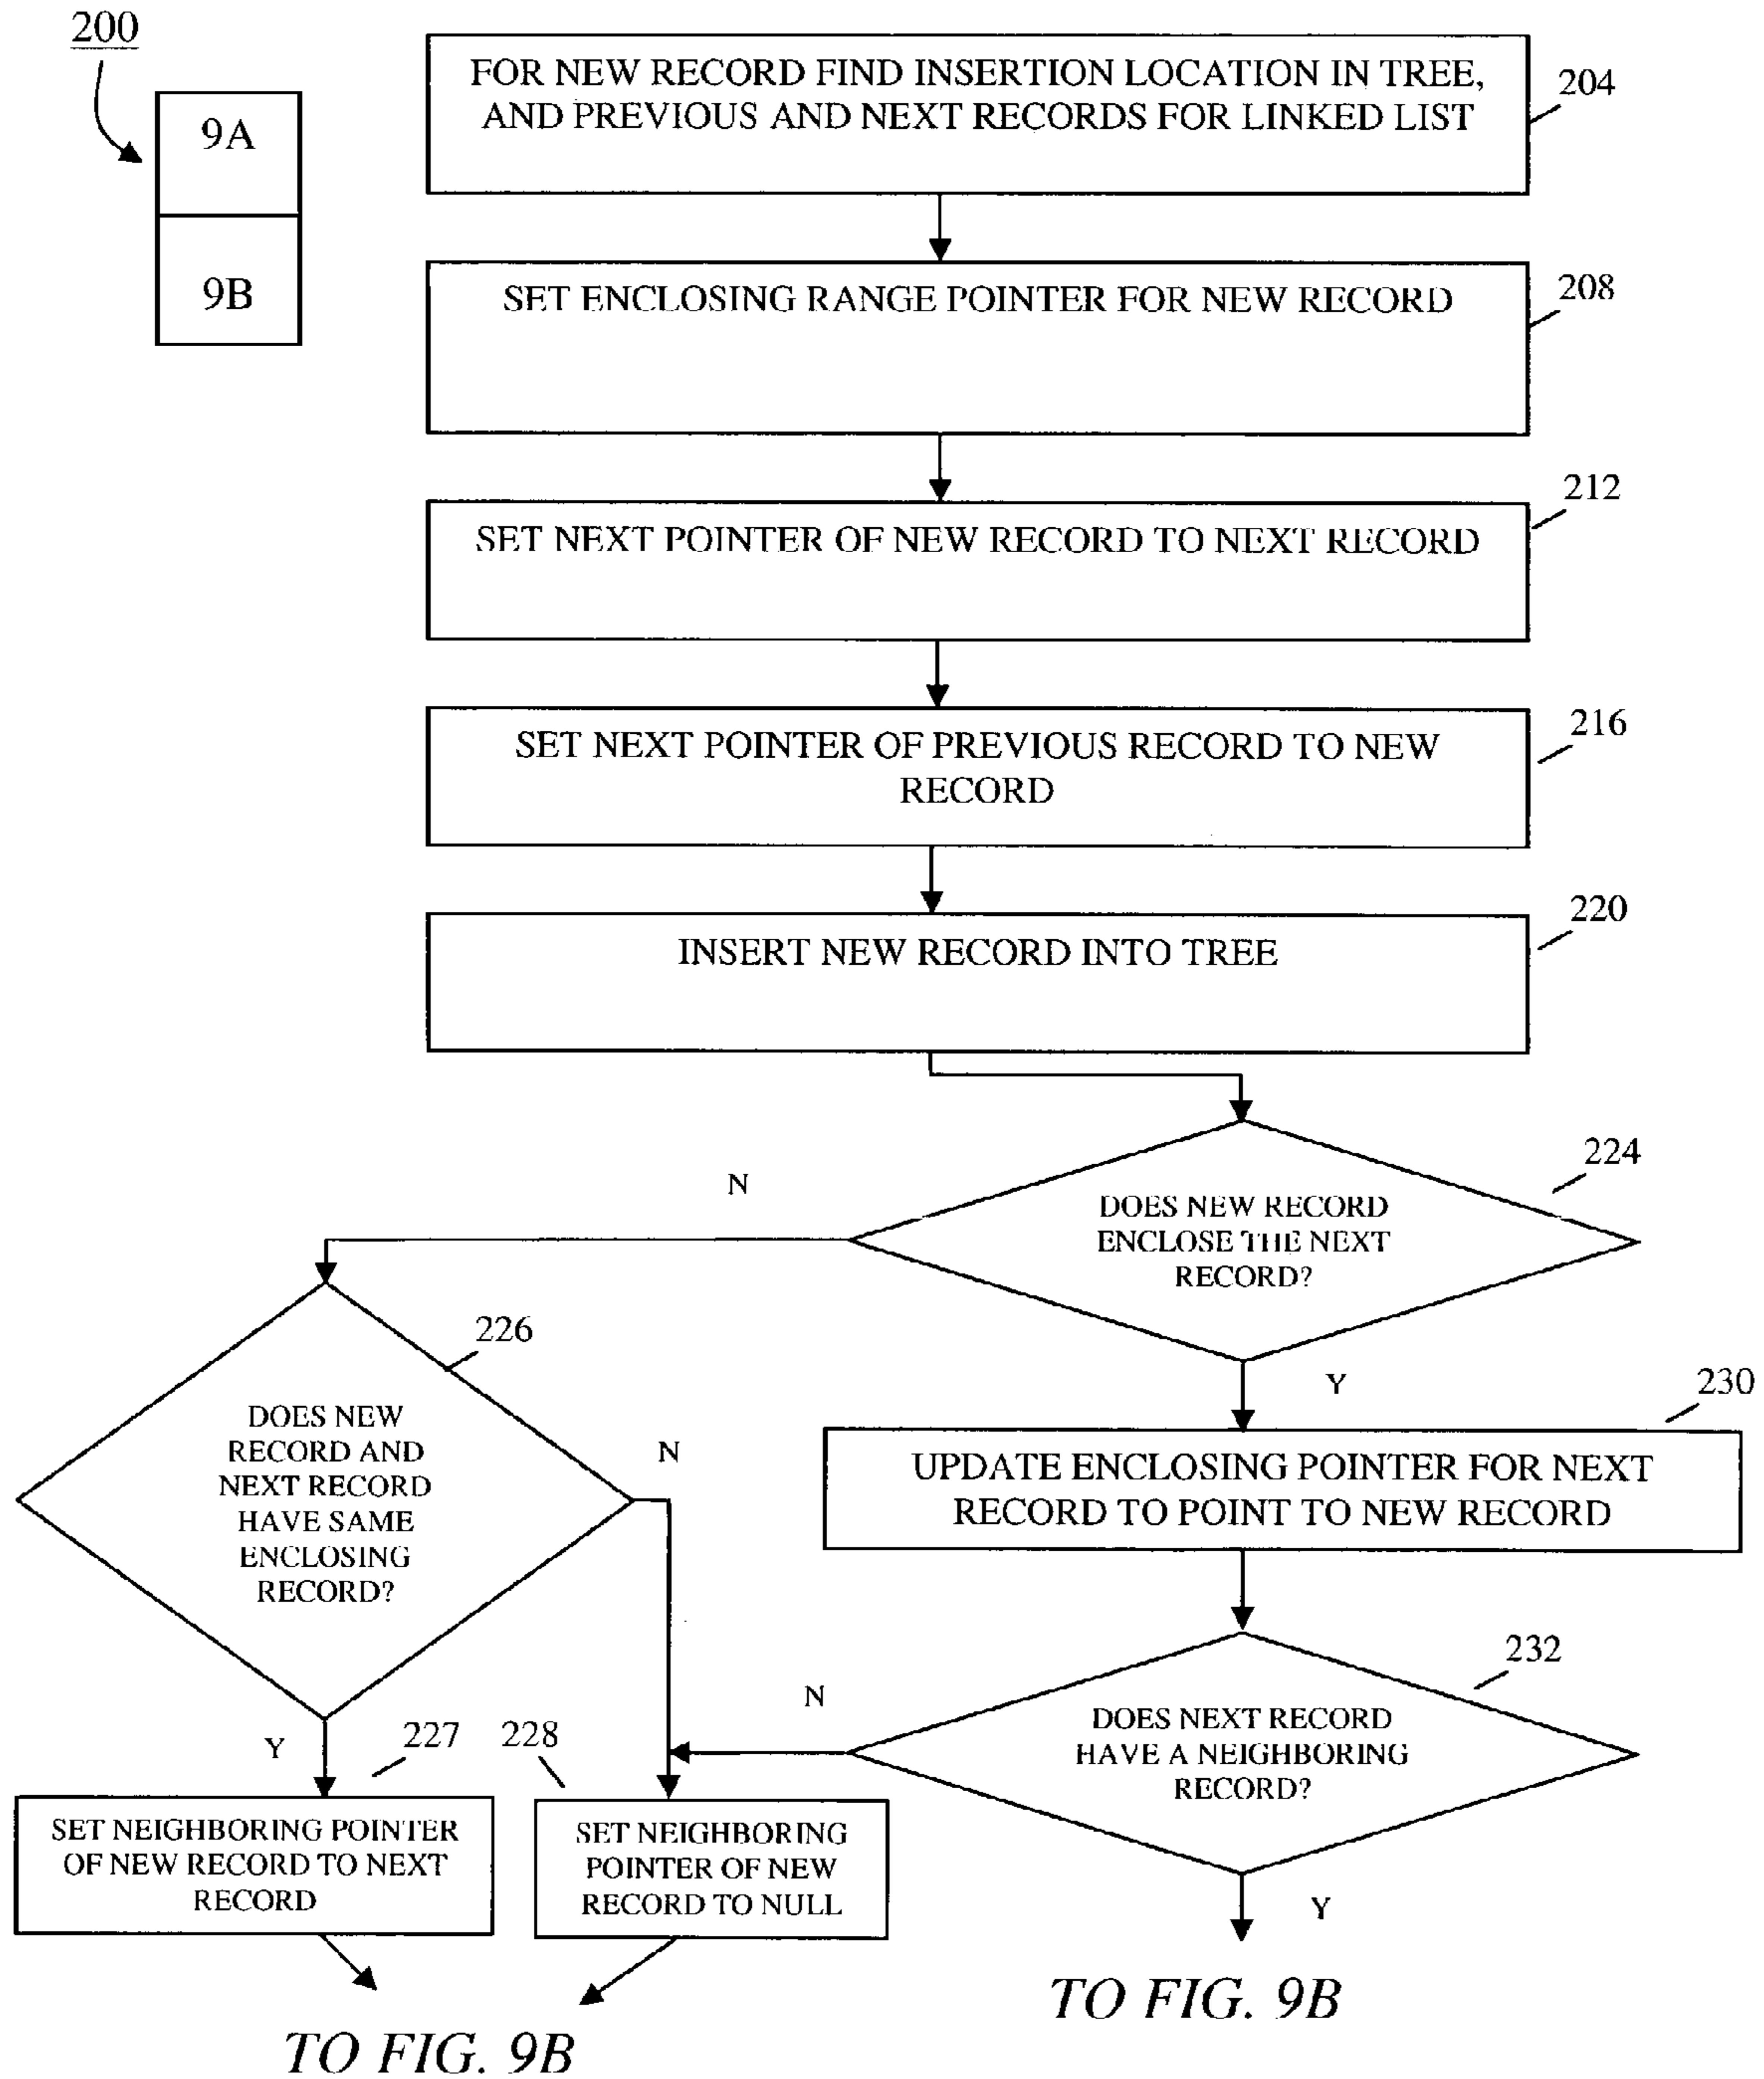 200
9A
9B
FOR NEW RECORD FIND INSERTION LOCATION IN TREE,
AND PREVIOUS AND NEXT RECORDS FOR LINKED LIST
204
SET ENCLOSING RANGE POINTER FOR NEW RECORD
208
SET NEXT POINTER OF NEW RECORD TO NEXT RECORD
212
SET NEXT POINTER OF PREVIOUS RECORD TO NEW
RECORD
216
INSERT NEW RECORD INTO TREE
220
DOES NEW RECORD
ENCLOSE THE NEXT
RECORD?
224
N
Y
226
DOES NEW
RECORD AND
NEXT RECORD
HAVE SAME
ENCLOSING
RECORD?
N
Y
230
UPDATE ENCLOSING POINTER FOR NEXT
RECORD TO POINT TO NEW RECORD
232
DOES NEXT RECORD
HAVE A NEIGHBORING
RECORD?
N
Y
227
SET NEIGHBORING POINTER
OF NEW RECORD TO NEXT
RECORD
228
SET NEIGHBORING
POINTER OF NEW
RECORD TO NULL
TO FIG. 9B
TO FIG. 9B